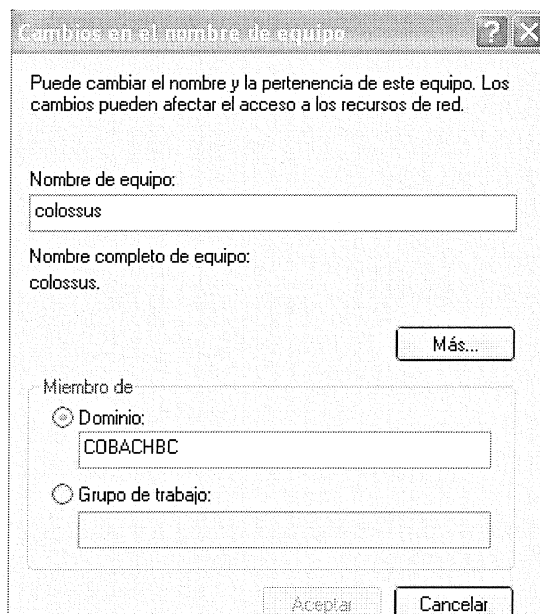 Cambios en el nombre de equipo
Puede cambiar el nombre y la pertenencia de este equipo. Los
cambios pueden afectar el acceso a los recursos de red.
Nombre de equipo:
colossus
Nombre completo de equipo:
colossus.
Más...
Miembro de
Dominio:
COBACHBC
Grupo de trabajo:
Aceptar
Cancelar